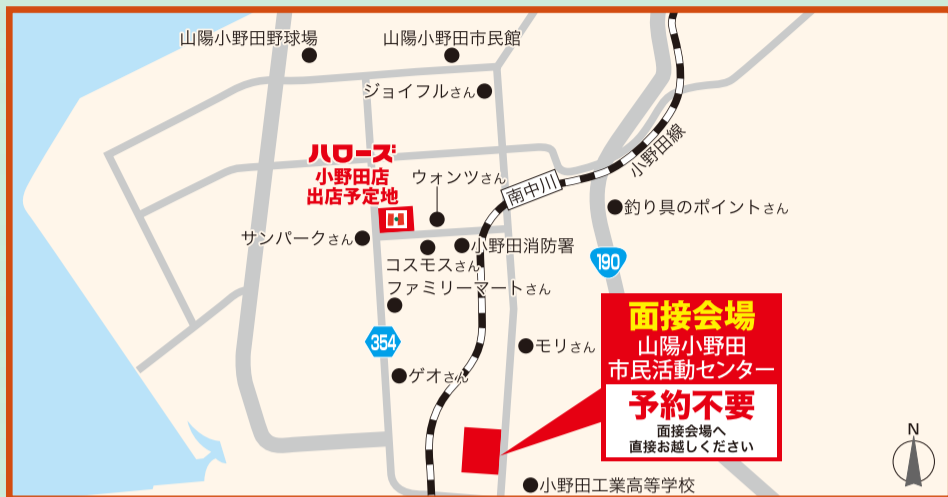 山陽小野田野球場
山陽小野田市民館
ジョイフルさん
ハローズ
小野田店
出店予定地
ウォンツさん
南中川
小野田線
釣り具のポイントさん
サンパークさん
小野田消防署
コスモスさん
ファミリーマートさん
190
354
モリさん
ゲオさん
面接会場
山陽小野田
市民活動センター
予約不要
面接会場へ
直接お越しください
小野田工業高等学校
N